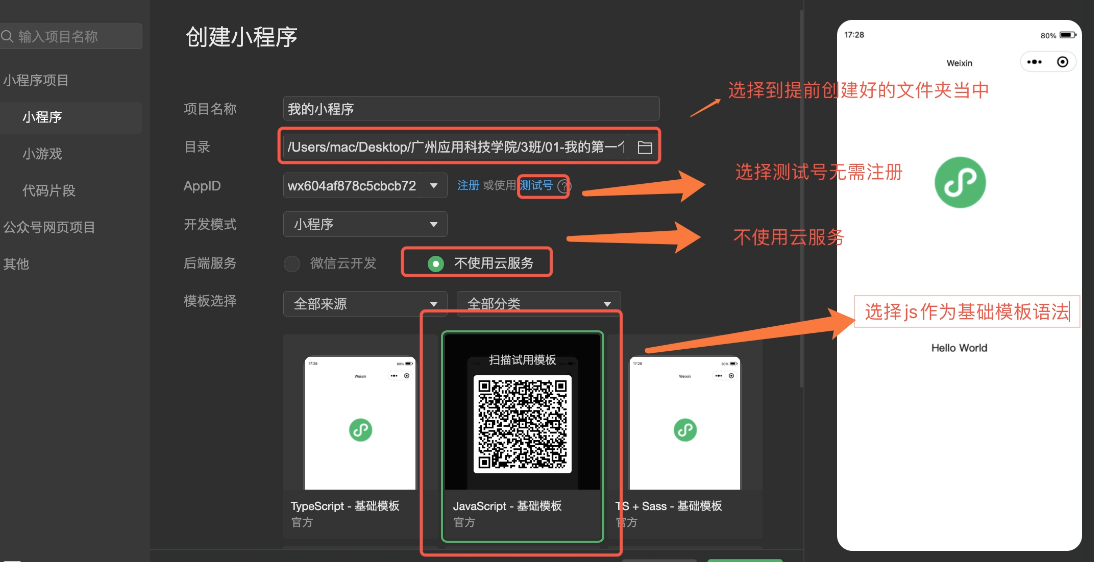 输入项目名称
小程序项目
小程序
小游戏
代码片段
公众号网页项目
其他
创建小程序
项目名称
我的小程序
目录
/Users/mac/Desktop/广州应用科技学院/3班/01-我的第一个
AppID
wx604af878c5cbcb72
注册 或使用 测试号 ?
开发模式
小程序
后端服务
微信云开发
不使用云服务
模板选择
全部来源
全部分类
17:28
80%
Weixin
TypeScript - 基础模板
官方
扫描试用模板
JavaScript - 基础模板
官方
17:28
80%
Weixin
TS + Sass - 基础模板
官方
选择到提前创建好的文件夹当中
选择测试号无需注册
不使用云服务
选择js作为基础模板语法
17:28
80%
Weixin
Hello World